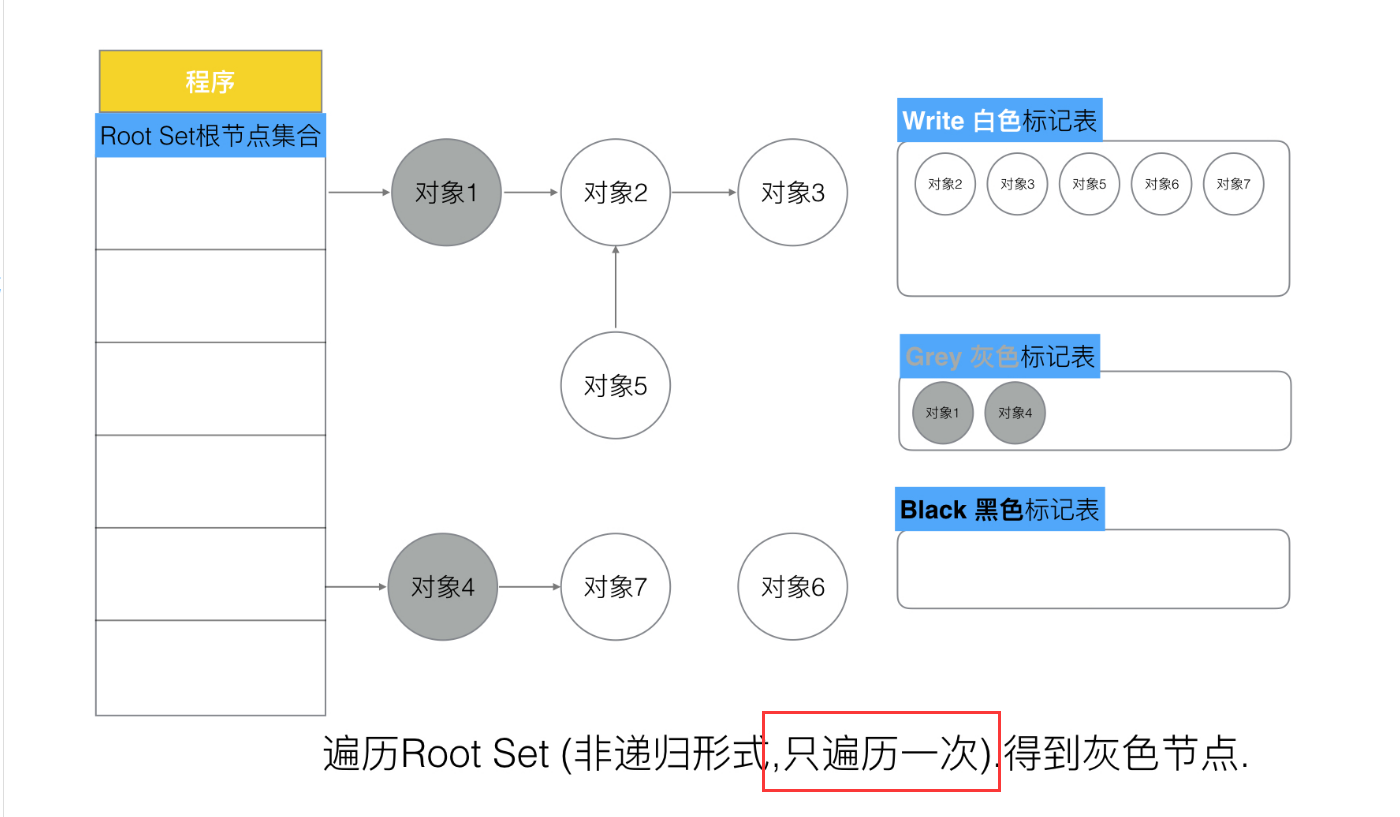 程序
Root Set根节点集合
对象1
对象2
对象3
对象5
对象4
对象7
对象6
Write 白色标记表
对象2
对象3
对象5
对象6
对象7
Grey 灰色标记表
对象1
对象4
Black 黑色标记表
遍历Root Set (非递归形式,只遍历一次).得到灰色节点.